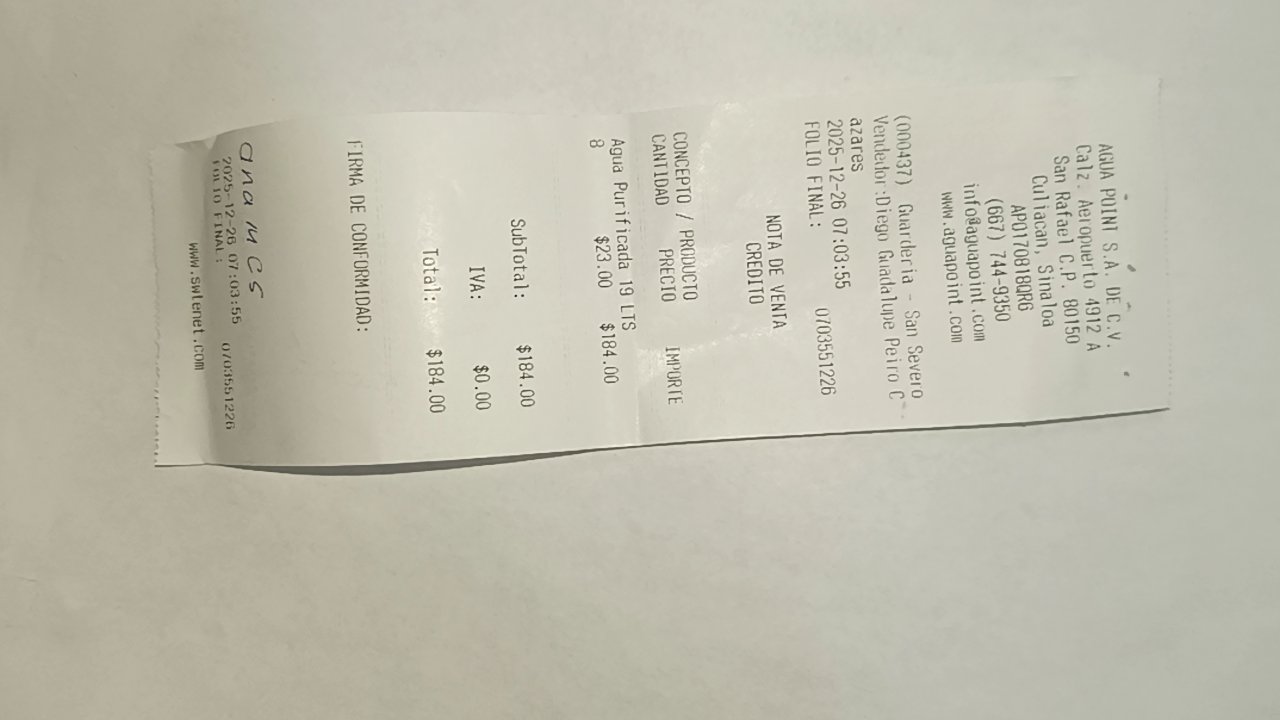 AGUA POINT S.A. DE C.V.
Calz. Aeropuerto 4912 A
San Rafael C.P. 80150
Culiacan, Sinaloa
APO170818QR6
(667) 744-9350
info@aguapoint.com
www.aguapoint.com
(000437) Guarderia - San Severo
Vendedor:Diego Guadalupe Peiro C
azares
2025-12-26 07:03:55 0703551226
FOLIO FINAL:
NOTA DE VENTA
CREDITO
CONCEPTO / PRODUCTO
CANTIDAD PRECIO IMPORTE
Agua Purificada 19 LTS
8 $23.00 $184.00
SubTotal: $184.00
IVA: $0.00
Total: $184.00
FIRMA DE CONFORMIDAD:
ana M C S
2025-12-26 07:03:55 0703551226
FOLIO FINAL:
www.swtenet.com